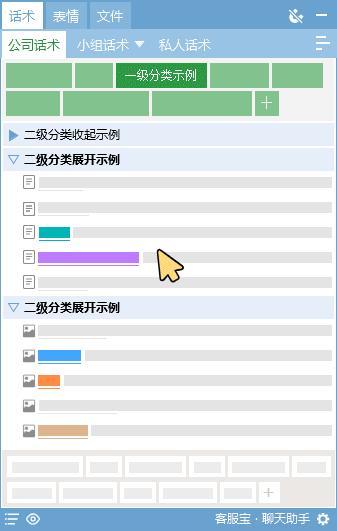 话术 表情 文件
公司话术 小组话术 私人话术
一级分类示例
二级分类收起示例
二级分类展开示例
二级分类展开示例
客服宝·聊天助手